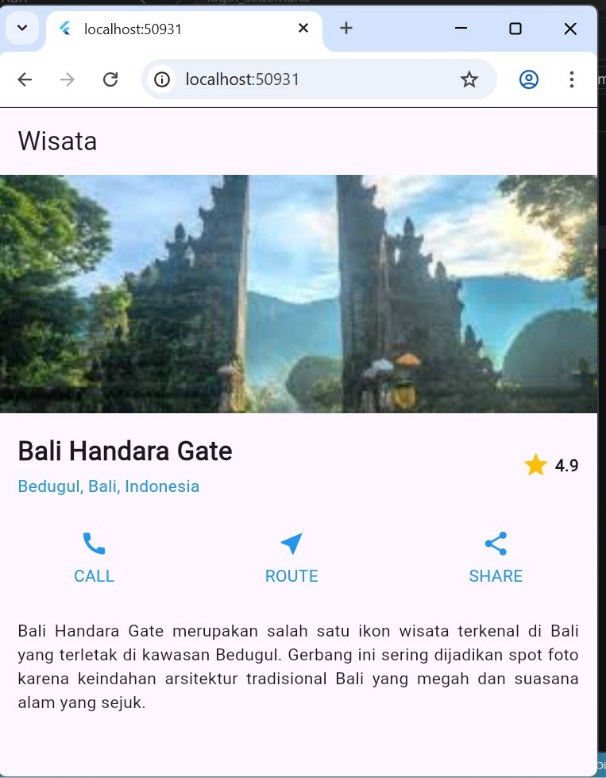 localhost:50931
localhost:50931
Wisata
Bali Handara Gate
Bedugul, Bali, Indonesia
4.9
CALL
ROUTE
SHARE
Bali Handara Gate merupakan salah satu ikon wisata terkenal di Bali
yang terletak di kawasan Bedugul. Gerbang ini sering dijadikan spot foto
karena keindahan arsitektur tradisional Bali yang megah dan suasana
alam yang sejuk.